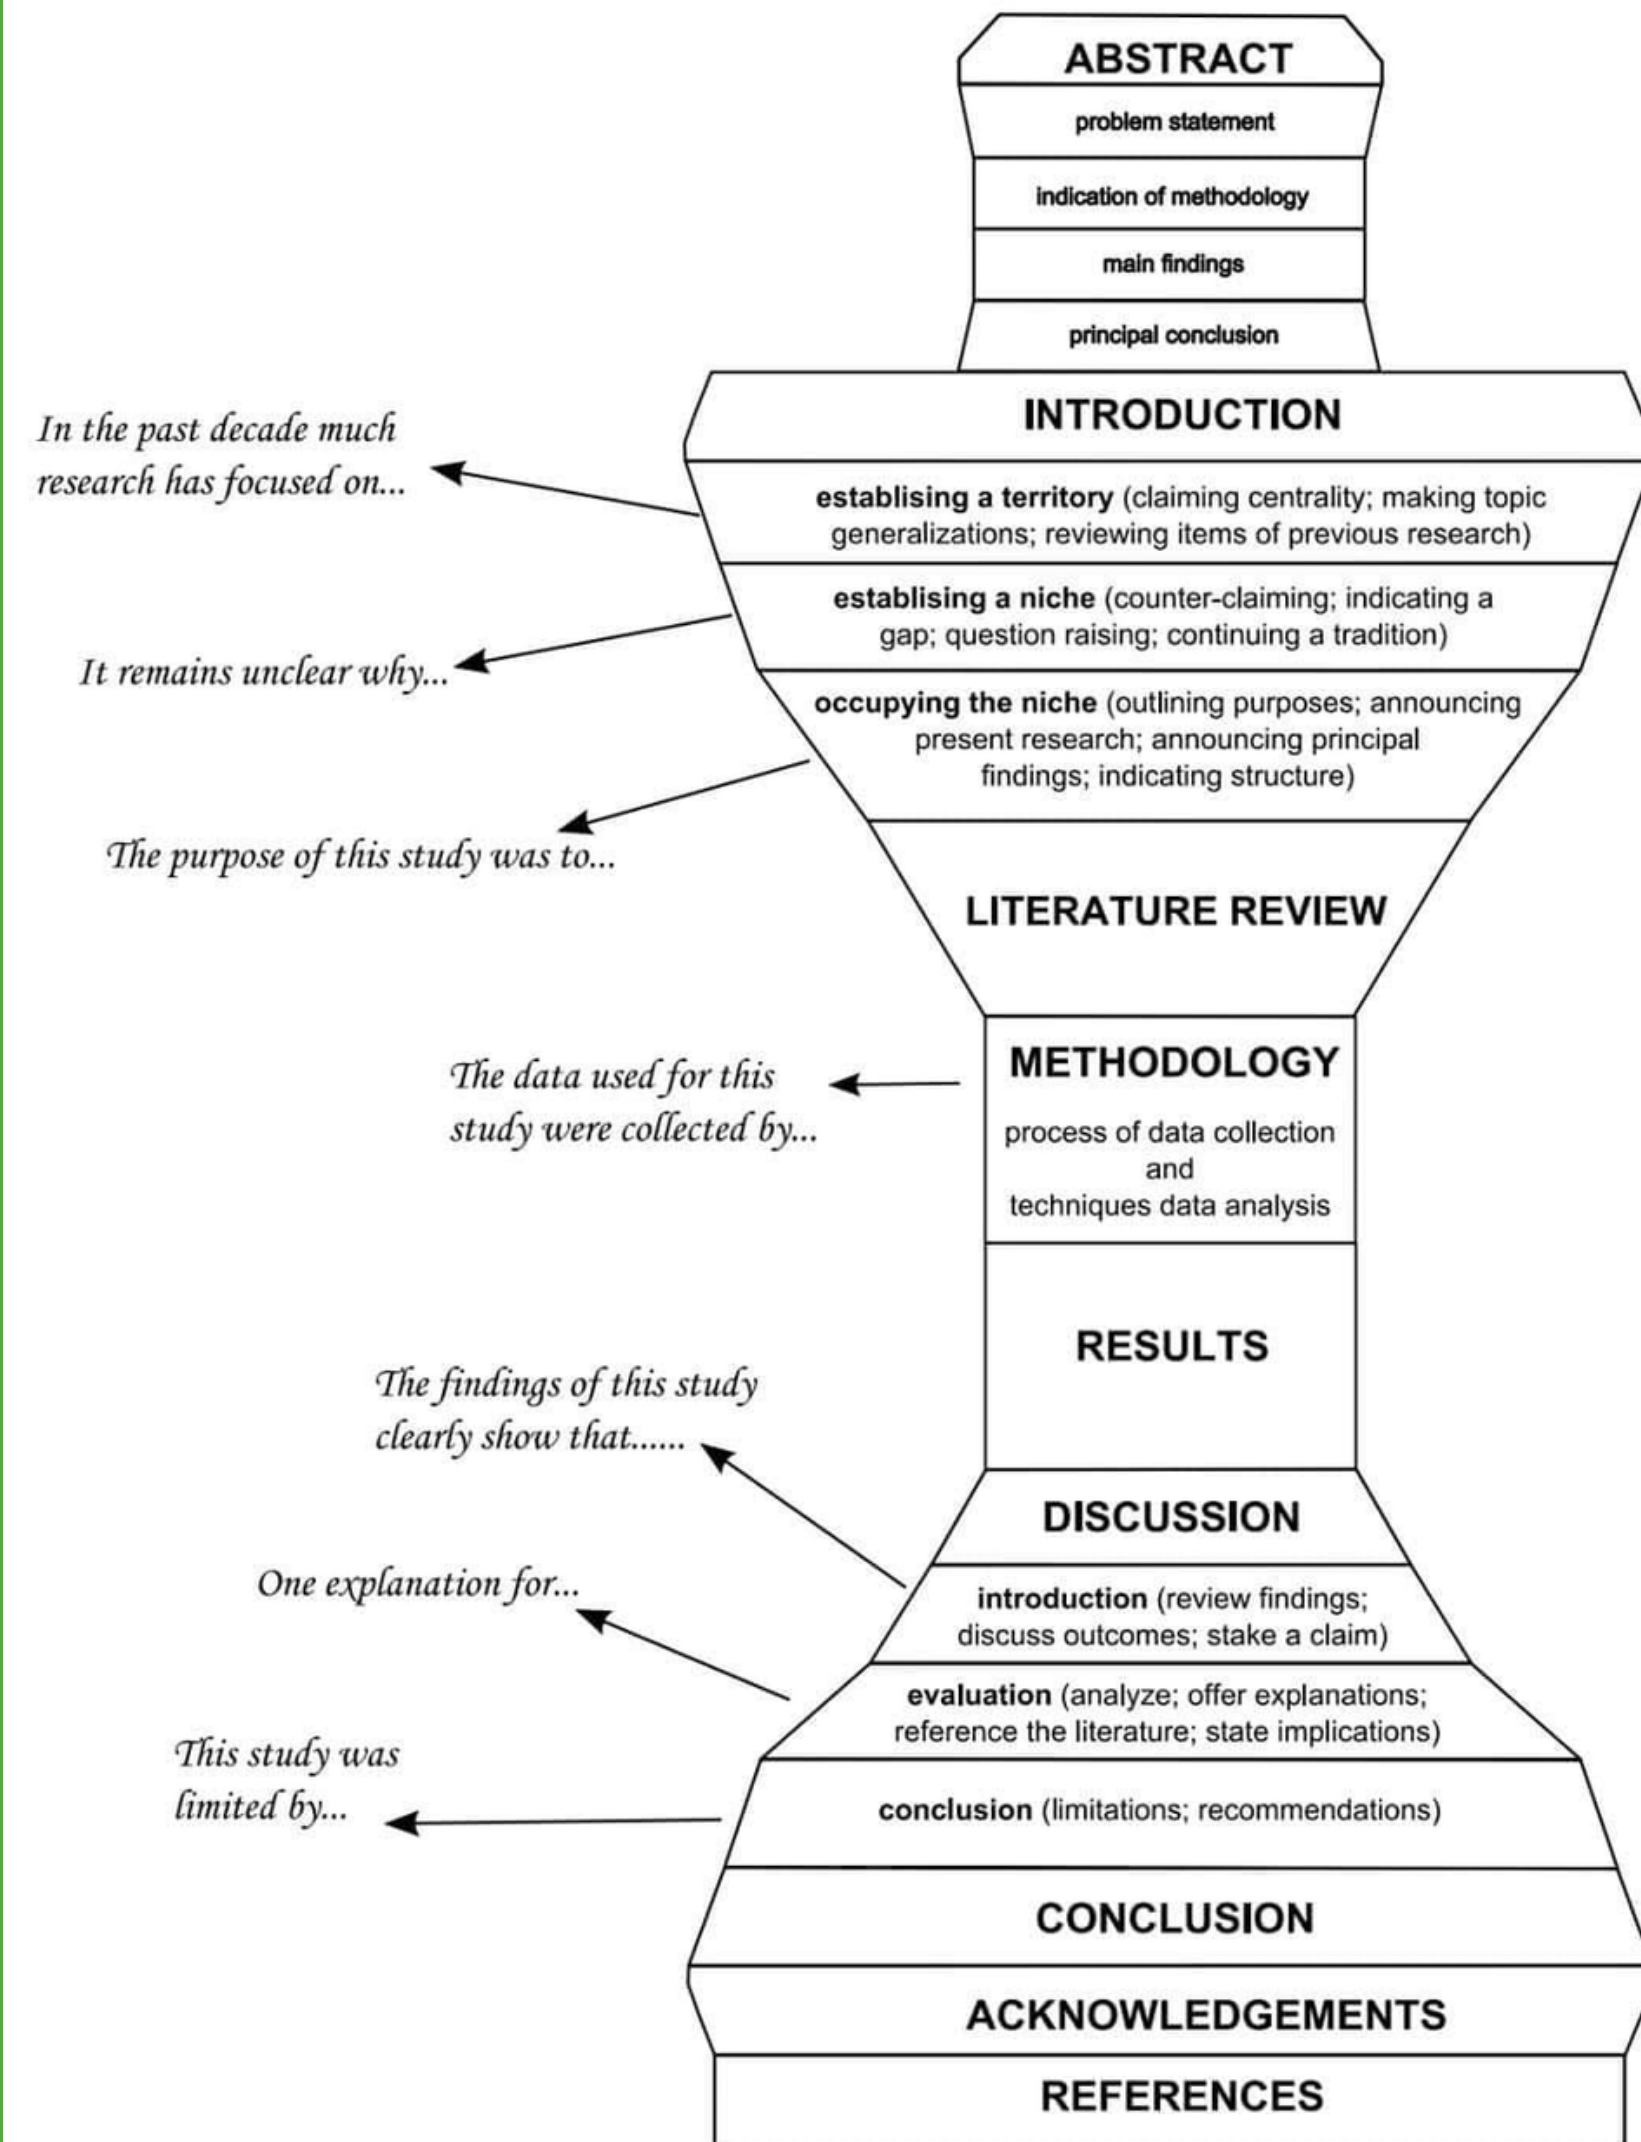 ABSTRACT
problem statement
indication of methodology
main findings
principal conclusion
INTRODUCTION
In the past decade much
research has focused on...
establising a territory (claiming centrality; making topic
generalizations; reviewing items of previous research)
establising a niche (counter-claiming; indicating a
gap; question raising; continuing a tradition)
It remains unclear why...
occupying the niche (outlining purposes; announcing
present research; announcing principal
findings; indicating structure)
The purpose of this study was to...
LITERATURE REVIEW
METHODOLOGY
The data used for this
study were collected by...
process of data collection
and
techniques data analysis
RESULTS
The findings of this study
clearly show that......
DISCUSSION
introduction (review findings;
discuss outcomes; stake a claim)
One explanation for...
evaluation (analyze; offer explanations;
reference the literature; state implications)
This study was
limited by...
conclusion (limitations; recommendations)
CONCLUSION
ACKNOWLEDGEMENTS
REFERENCES